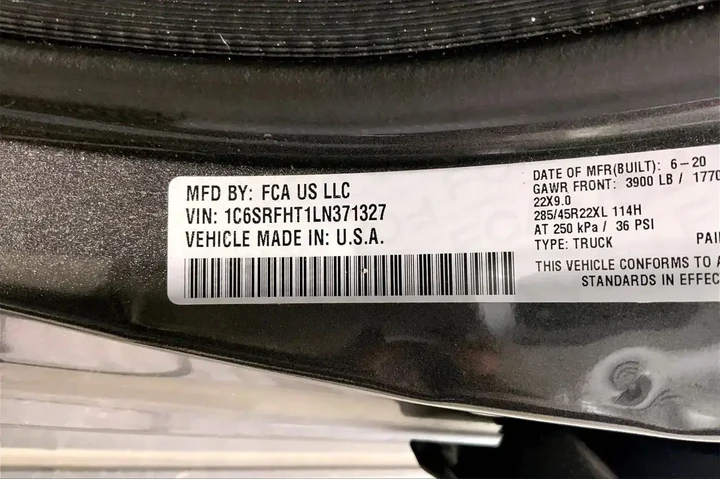 MFD BY: FCA US LLC
VIN: 1C6SRFHT1LN371327
VEHICLE MADE IN: U.S.A.
DATE OF MFR(BUILT): 6-20
GAWR FRONT: 3900 LB / 1770
22X9.0
285/45R22XL 114H
AT 250 kPa / 36 PSI
TYPE: TRUCK PAI
THIS VEHICLE CONFORMS TO A
STANDARDS IN EFFEC